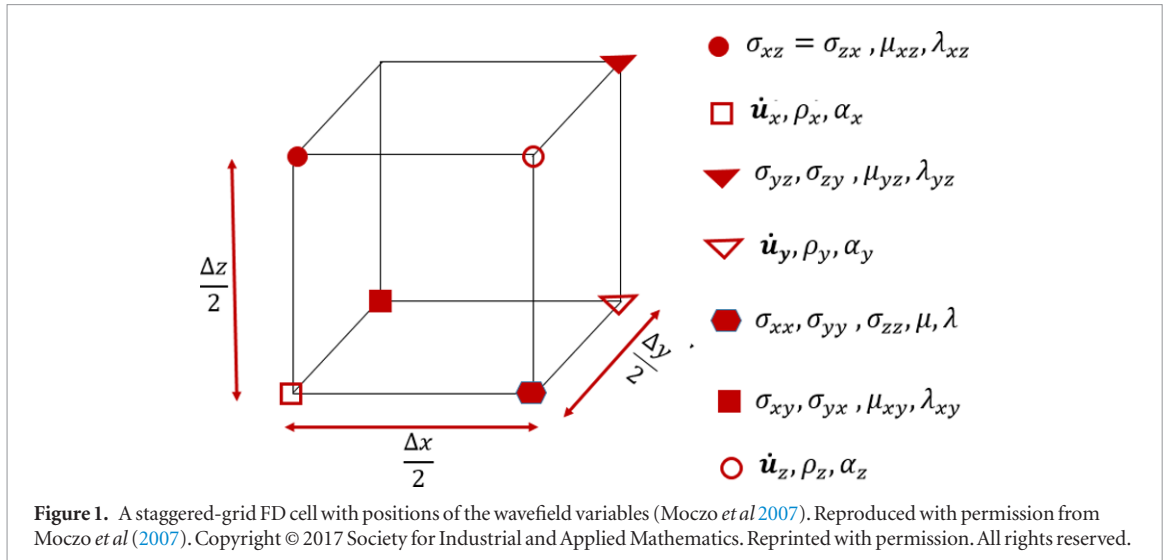 σxz = σzx , μxz, λxz
u̇x, ρx, αx
σyz, σzy , μyz, λyz
u̇y, ρy, αy
σxx, σyy , σzz, μ, λ
σxy, σyx , μxy, λxy
u̇z, ρz, αz
Δz
2
Δy
2
Δx
2
Figure 1. A staggered-grid FD cell with positions of the wavefield variables (Moczo et al 2007). Reproduced with permission from
Moczo et al (2007). Copyright © 2017 Society for Industrial and Applied Mathematics. Reprinted with permission. All rights reserved.